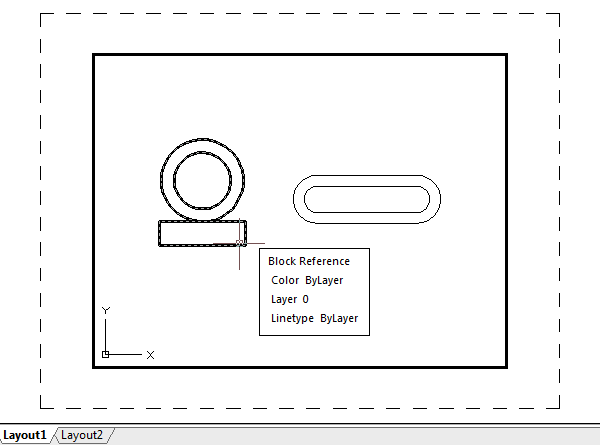 Block Reference
Color ByLayer
Layer 0
Linetype ByLayer
Y
X
Layout1 Layout2